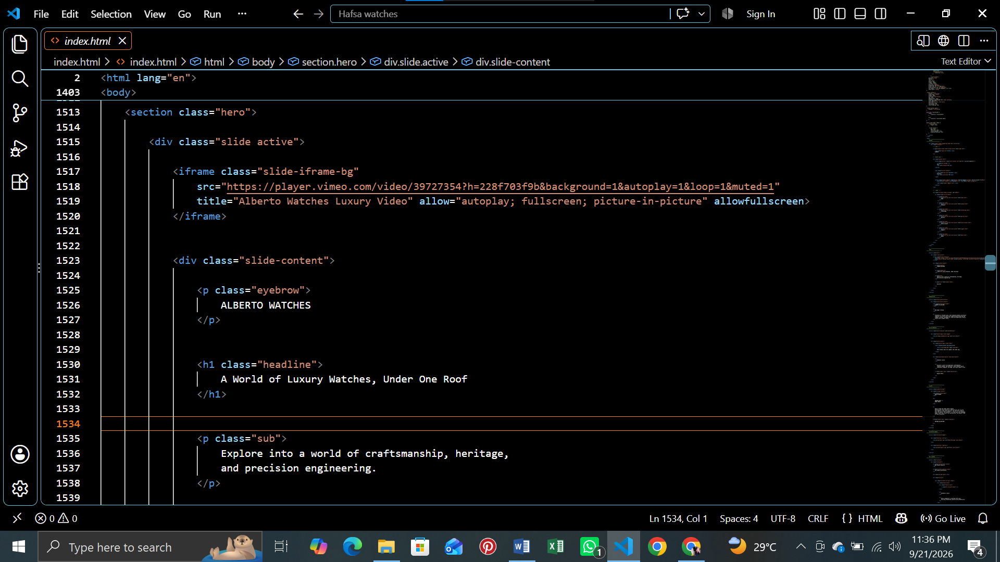 File Edit Selection View Go Run ··· Hafsa watches Sign In
index.html
index.html > index.html > html > body > section.hero > div.slide.active > div.slide-content Text Editor
2 <html lang="en">
1403 <body>
1513 <section class="hero">
1514
1515 <div class="slide active">
1516
1517 <iframe class="slide-iframe-bg"
1518 src="https://player.vimeo.com/video/39727354?h=228f703f9b&background=1&autoplay=1&loop=1&muted=1"
1519 title="Alberto Watches Luxury Video" allow="autoplay; fullscreen; picture-in-picture" allowfullscreen>
1520 </iframe>
1521
1522
1523 <div class="slide-content">
1524
1525 <p class="eyebrow">
1526 ALBERTO WATCHES
1527 </p>
1528
1529
1530 <h1 class="headline">
1531 A World of Luxury Watches, Under One Roof
1532 </h1>
1533
1534
1535 <p class="sub">
1536 Explore into a world of craftsmanship, heritage,
1537 and precision engineering.
1538 </p>
1539
0 0 Ln 1534, Col 1 Spaces: 4 UTF-8 CRLF { } HTML Go Live
Type here to search 1 29°C 11:36 PM
9/21/2026 4